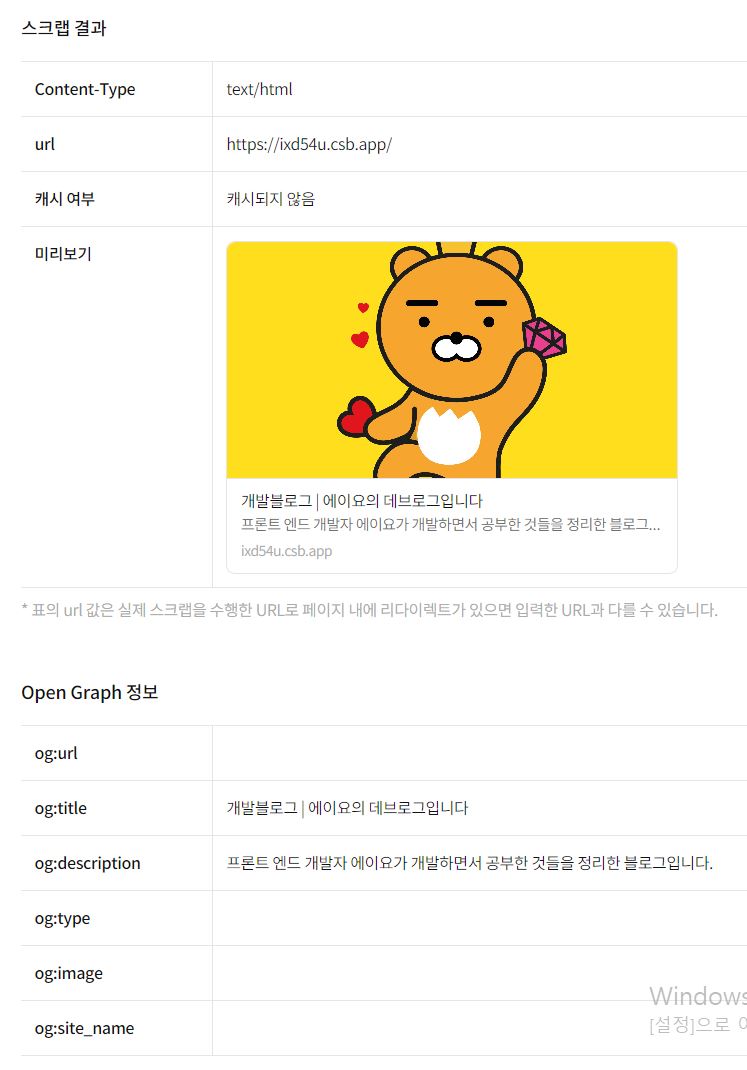 스크랩 결과
Content-Type text/html
url https://ixd54u.csb.app/
캐시 여부 캐시되지 않음
미리보기
개발블로그 | 에이요의 데브로그입니다
프론트 엔드 개발자 에이요가 개발하면서 공부한 것들을 정리한 블로그...
ixd54u.csb.app
* 표의 url 값은 실제 스크랩을 수행한 URL로 페이지 내에 리다이렉트가 있으면 입력한 URL과 다를 수 있습니다.
Open Graph 정보
og:url
og:title 개발블로그 | 에이요의 데브로그입니다
og:description 프론트 엔드 개발자 에이요가 개발하면서 공부한 것들을 정리한 블로그입니다.
og:type
og:image
og:site_name
Windows
[설정]으로